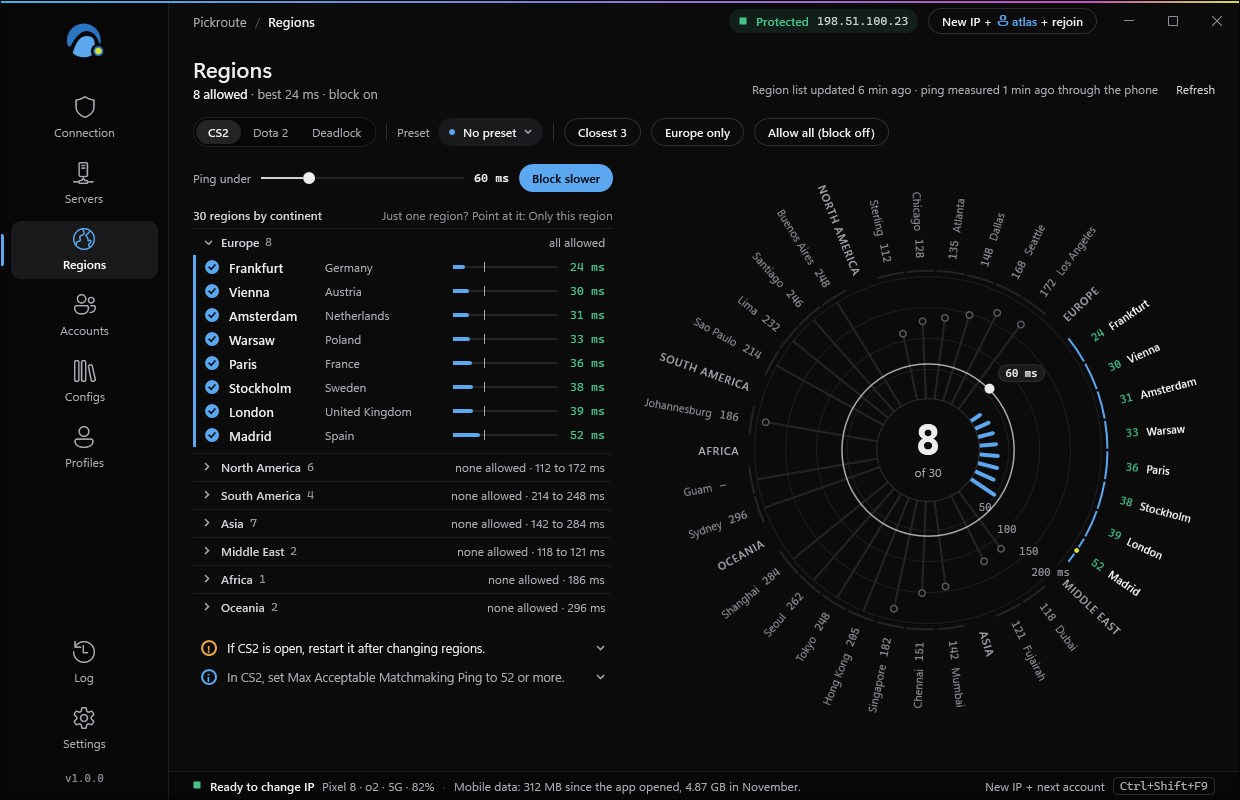 Pickroute / Regions
Protected 198.51.100.23
New IP + atlas + rejoin
Connection
Servers
Regions
Accounts
Configs
Profiles
Log
Settings
v1.0.0
Regions
8 allowed · best 24 ms · block on
Region list updated 6 min ago · ping measured 1 min ago through the phone
Refresh
CS2 Dota 2 Deadlock
Preset No preset
Closest 3
Europe only
Allow all (block off)
Ping under 60 ms
Block slower
30 regions by continent
Just one region? Point at it: Only this region
Europe 8 all allowed
Frankfurt Germany 24 ms
Vienna Austria 30 ms
Amsterdam Netherlands 31 ms
Warsaw Poland 33 ms
Paris France 36 ms
Stockholm Sweden 38 ms
London United Kingdom 39 ms
Madrid Spain 52 ms
North America 6 none allowed · 112 to 172 ms
South America 4 none allowed · 214 to 248 ms
Asia 7 none allowed · 142 to 284 ms
Middle East 2 none allowed · 118 to 121 ms
Africa 1 none allowed · 186 ms
Oceania 2 none allowed · 296 ms
If CS2 is open, restart it after changing regions.
In CS2, set Max Acceptable Matchmaking Ping to 52 or more.
NORTH AMERICA
Sterling 112
Chicago 128
135 Atlanta
148 Dallas
168 Seattle
172 Los Angeles
EUROPE
24 Frankfurt
30 Vienna
31 Amsterdam
33 Warsaw
36 Paris
38 Stockholm
39 London
52 Madrid
MIDDLE EAST
118 Dubai
121 Fujairah
ASIA
142 Mumbai
Chennai 151
Singapore 182
Hong Kong 205
Tokyo 248
Seoul 262
Shanghai 284
OCEANIA
Sydney 296
Guam –
AFRICA
Johannesburg 186
SOUTH AMERICA
Sao Paulo 214
Lima 232
Santiago 246
Buenos Aires 248
60 ms
8
of 30
50
100
150
200 ms
Ready to change IP Pixel 8 · o2 · 5G · 82% · Mobile data: 312 MB since the app opened, 4.87 GB in November.
New IP + next account Ctrl+Shift+F9